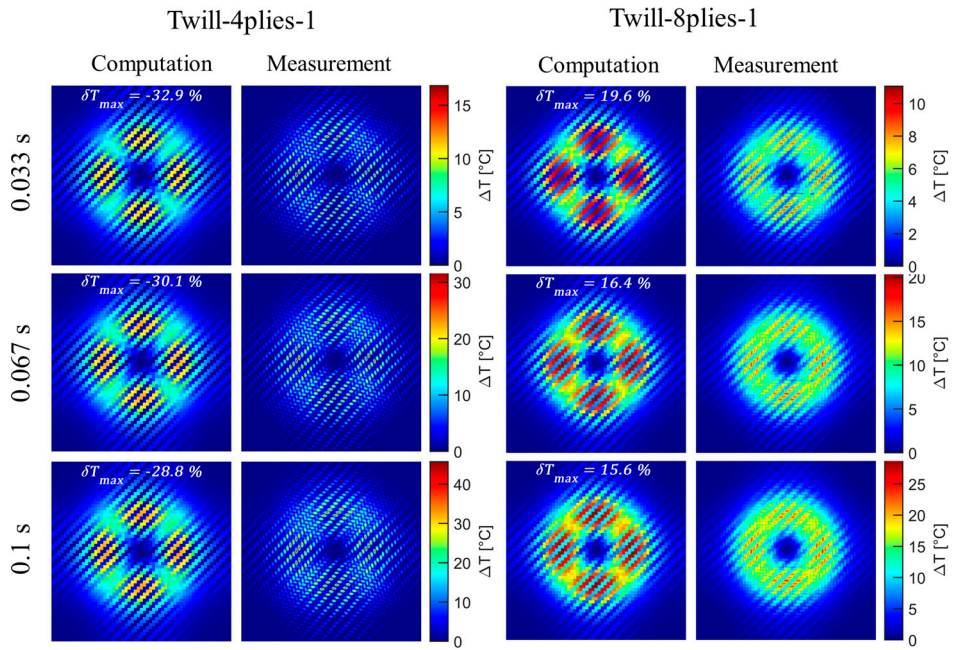 Twill-4plies-1 Twill-8plies-1
Computation Measurement Computation Measurement
0.033 s
δT_max = -32.9 %
15
10
5
0
ΔT [°C]
δT_max = 19.6 %
10
8
6
4
2
0
ΔT [°C]
0.067 s
δT_max = -30.1 %
30
25
20
15
10
5
0
ΔT [°C]
δT_max = 16.4 %
20
15
10
5
0
ΔT [°C]
0.1 s
δT_max = -28.8 %
40
30
20
10
0
ΔT [°C]
δT_max = 15.6 %
25
20
15
10
5
0
ΔT [°C]